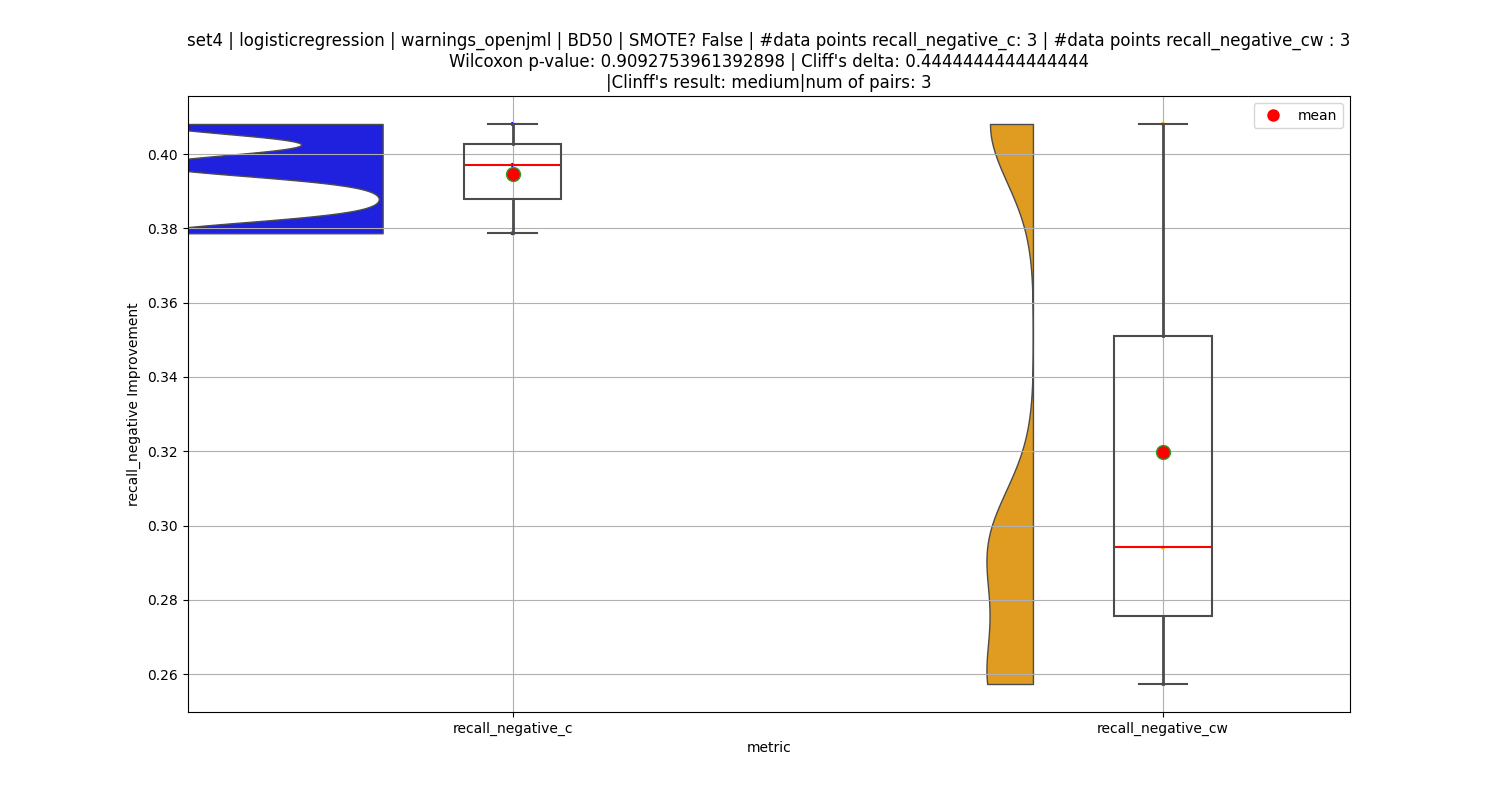 set4 | logisticregression | warnings_openjml | BD50 | SMOTE? False | #data points recall_negative_c: 3 | #data points recall_negative_cw : 3
Wilcoxon p-value: 0.9092753961392898 | Cliff's delta: 0.4444444444444444
|Clinff's result: medium|num of pairs: 3
mean
0.40
0.38
0.36
0.34
0.32
0.30
0.28
0.26
recall_negative Improvement
recall_negative_c
recall_negative_cw
metric